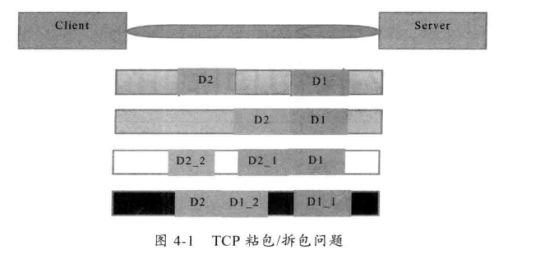 Client Server
D2 D1
D2 D1
D2_2 D2_1 D1
D2 D1_2 D1_1
图 4-1 TCP 粘包/拆包问题